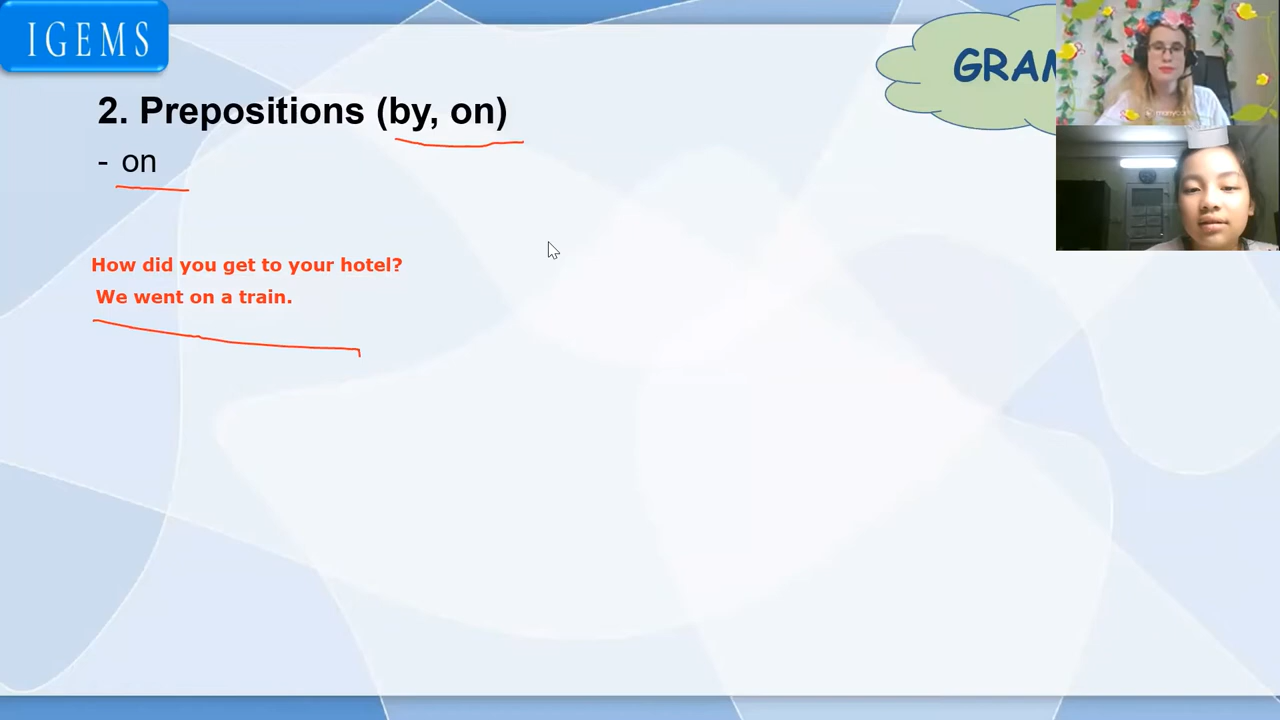 IGEMS
GRAM
2. Prepositions (by, on)
- on
How did you get to your hotel?
We went on a train.